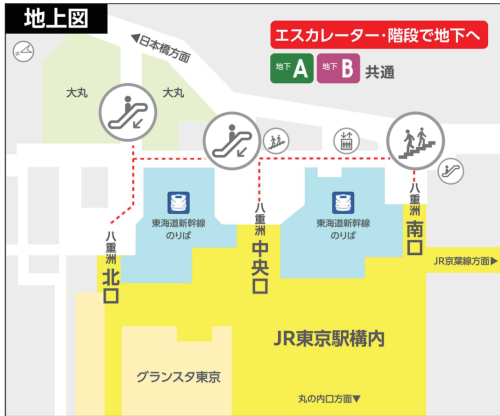 地上図
エスカレーター・階段で地下へ
地下 A 地下 B 共通
◀日本橋方面
大丸 大丸
東海道新幹線
のりば
東海道新幹線
のりば
八重洲
北口
八重洲
中央口
八重洲
南口
JR京葉線方面▶
JR東京駅構内
グランスタ東京
丸の内口方面▼